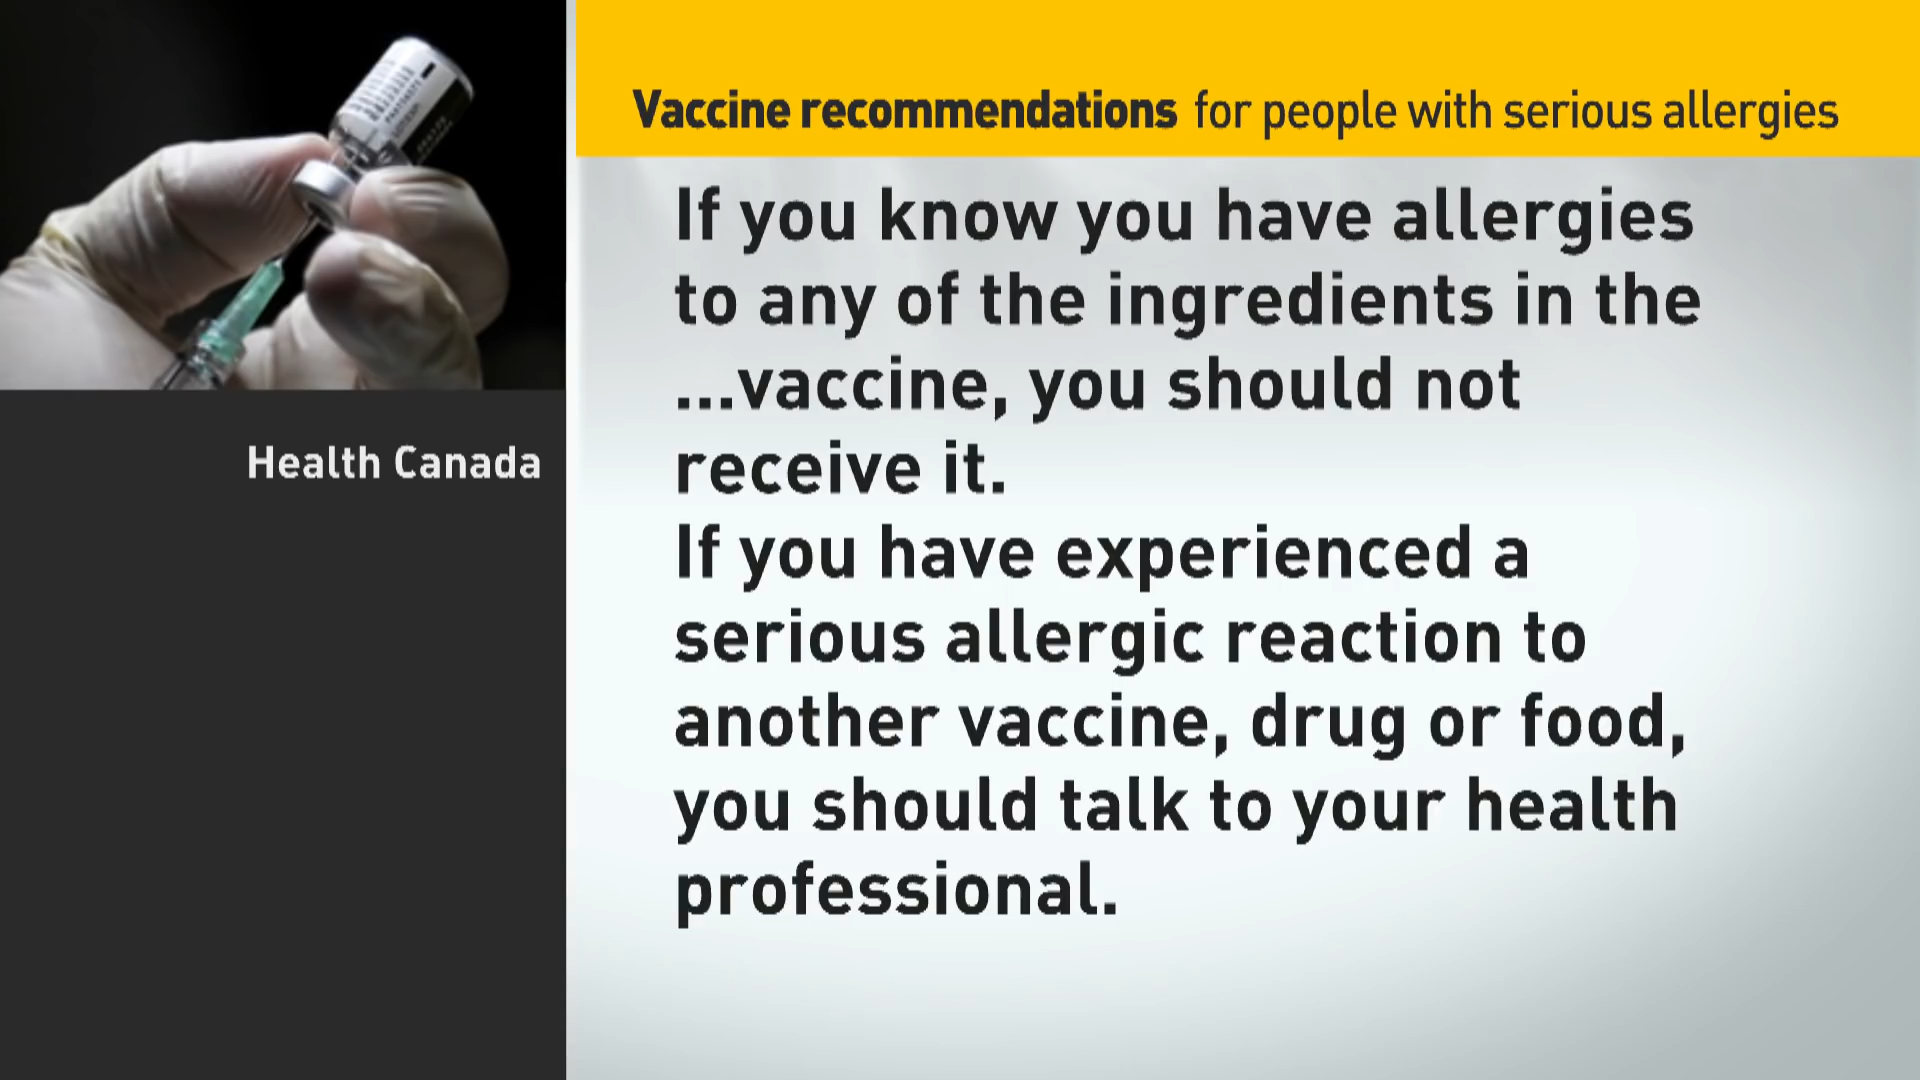 Vaccine recommendations for people with serious allergies
If you know you have allergies
to any of the ingredients in the
...vaccine, you should not
receive it.
If you have experienced a
serious allergic reaction to
another vaccine, drug or food,
you should talk to your health
professional.
Health Canada